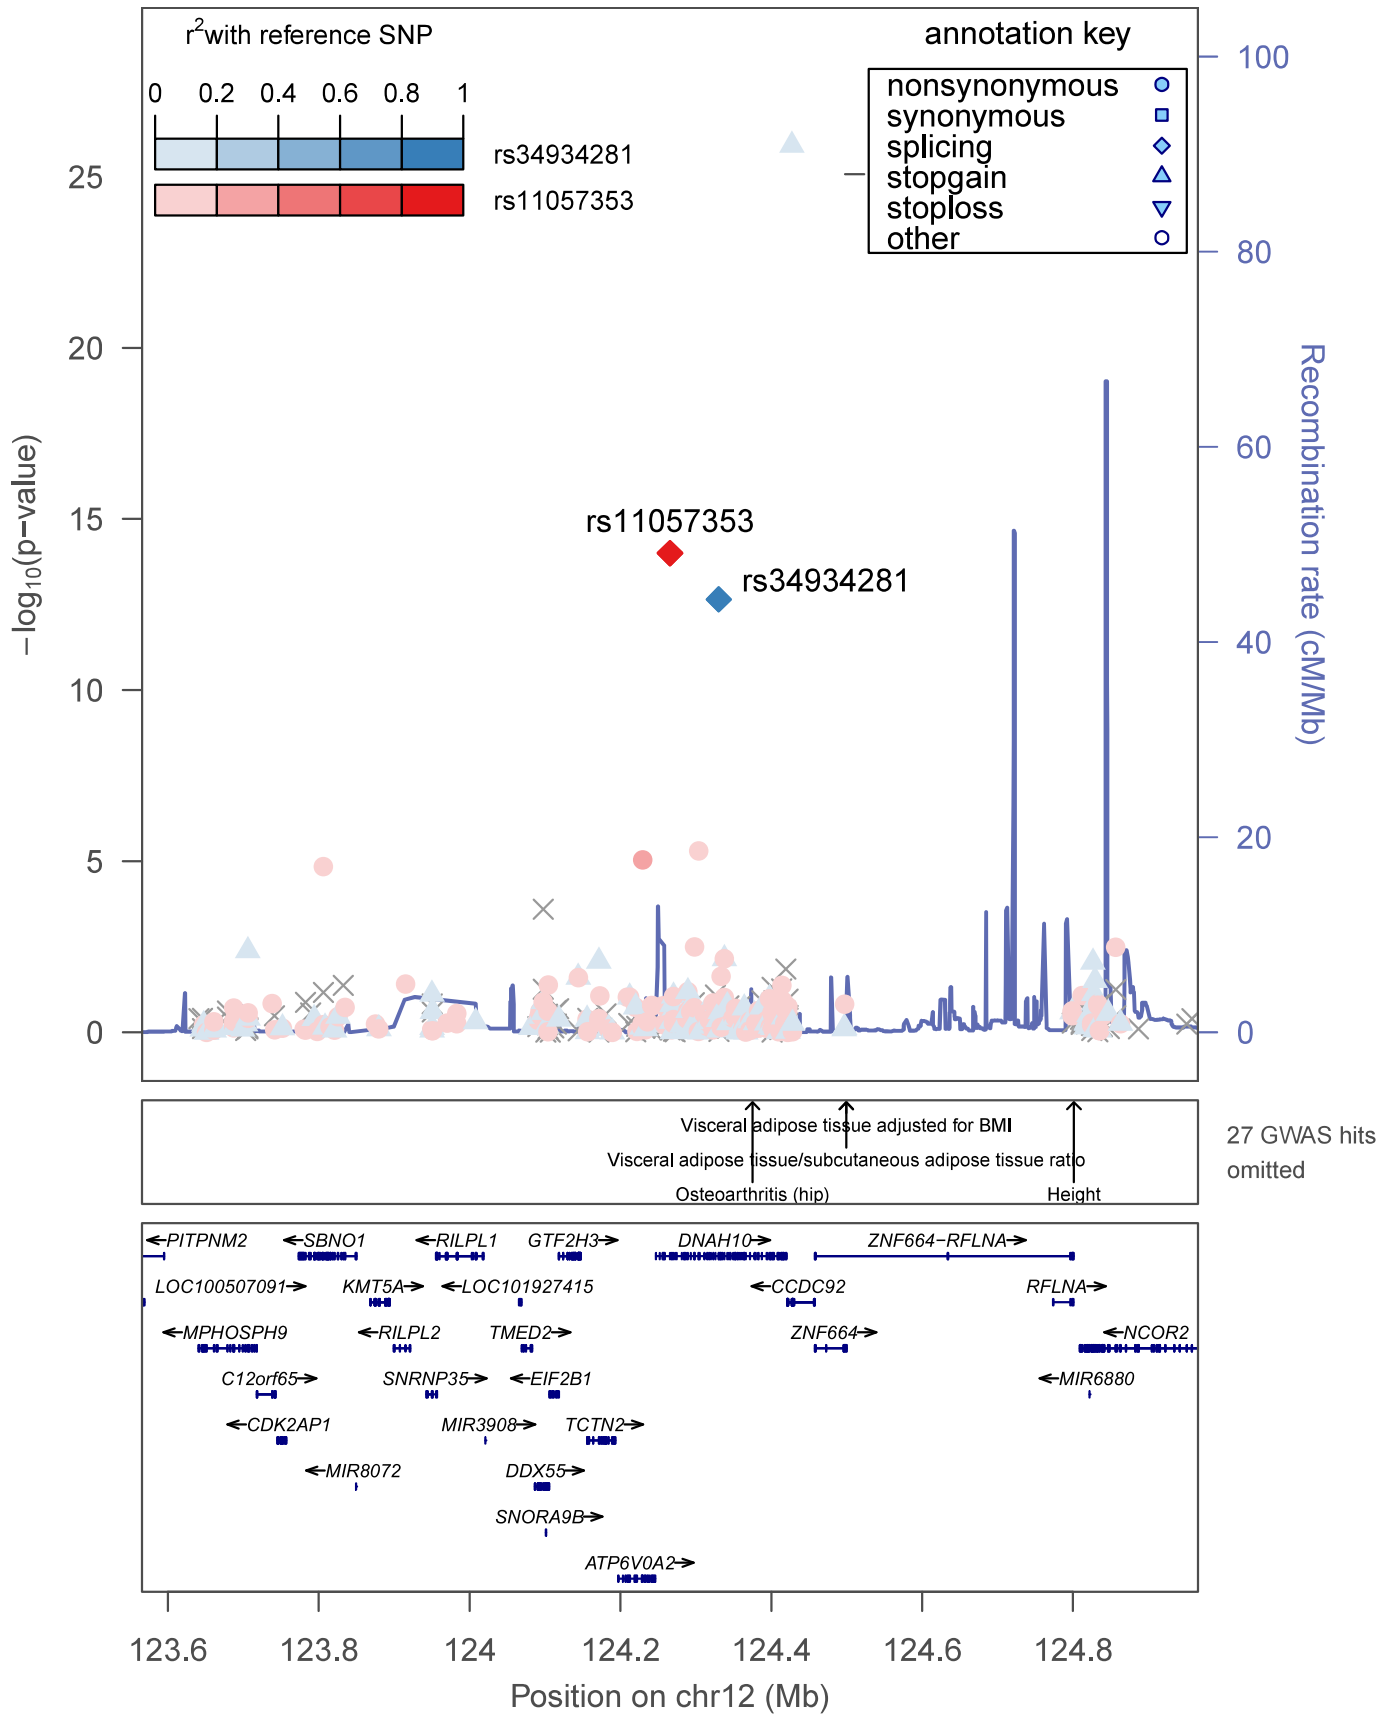 r2with reference SNP
annotation key
0 0.2 0.4 0.6 0.8 1
rs34934281
rs11057353
nonsynonymous
synonymous
splicing
stopgain
stoploss
other
25
20
15
10
5
0
−log10(p−value)
100
80
60
40
20
0
Recombination rate (cM/Mb)
rs11057353
rs34934281
Visceral adipose tissue adjusted for BMI
Visceral adipose tissue/subcutaneous adipose tissue ratio
Osteoarthritis (hip)
Height
27 GWAS hits
omitted
←PITPNM2 ←SBNO1 ←RILPL1 GTF2H3→ DNAH10→ ZNF664−RFLNA→
LOC100507091→ KMT5A→ ←LOC101927415 ←CCDC92 RFLNA→
←MPHOSPH9 ←RILPL2 TMED2→ ZNF664→ ←NCOR2
C12orf65→ SNRNP35→ ←EIF2B1 ←MIR6880
←CDK2AP1 MIR3908→ TCTN2→
←MIR8072 DDX55→
SNORA9B→
ATP6V0A2→
123.6 123.8 124 124.2 124.4 124.6 124.8
Position on chr12 (Mb)